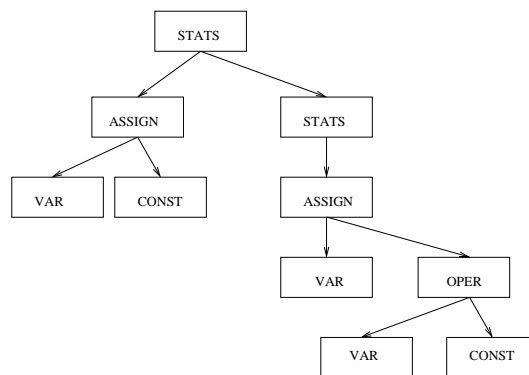 STATS
ASSIGN
STATS
VAR
CONST
ASSIGN
VAR
OPER
VAR
CONST